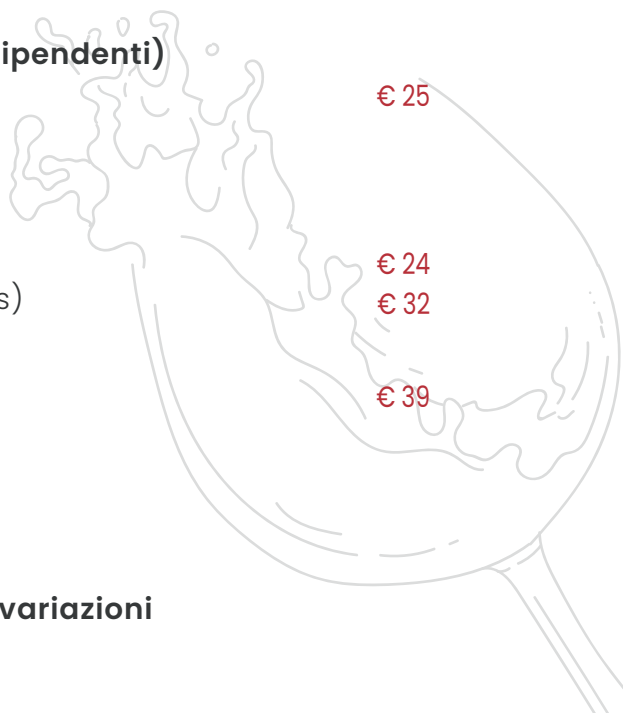 ipendenti)
€ 25
€ 24
s)
€ 32
€ 39
variazioni